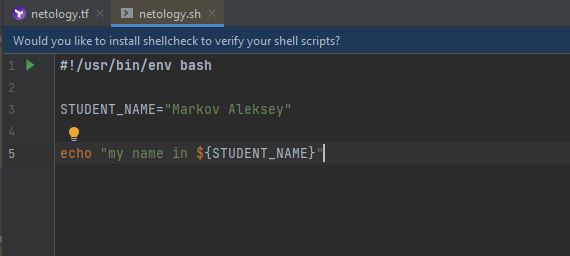 netology.tf netology.sh
Would you like to install shellcheck to verify your shell scripts?
1 #!/usr/bin/env bash
2
3 STUDENT_NAME="Markov Aleksey"
4
5 echo "my name in ${STUDENT_NAME}"